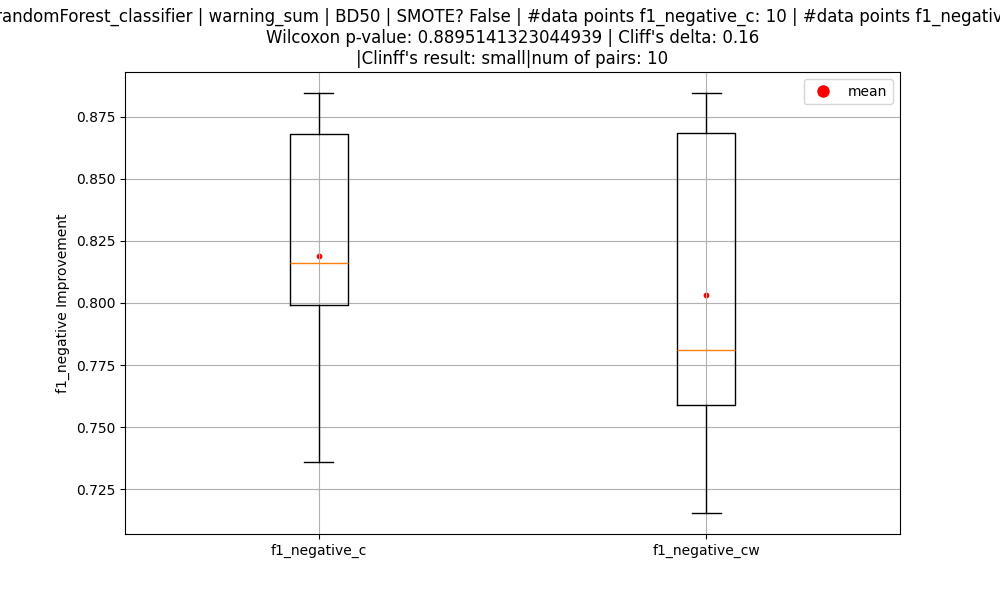 randomForest_classifier | warning_sum | BD50 | SMOTE? False | #data points f1_negative_c: 10 | #data points f1_negativ
Wilcoxon p-value: 0.8895141323044939 | Cliff's delta: 0.16
|Clinff's result: small|num of pairs: 10
mean
0.875
0.850
0.825
0.800
0.775
0.750
0.725
f1_negative Improvement
f1_negative_c
f1_negative_cw